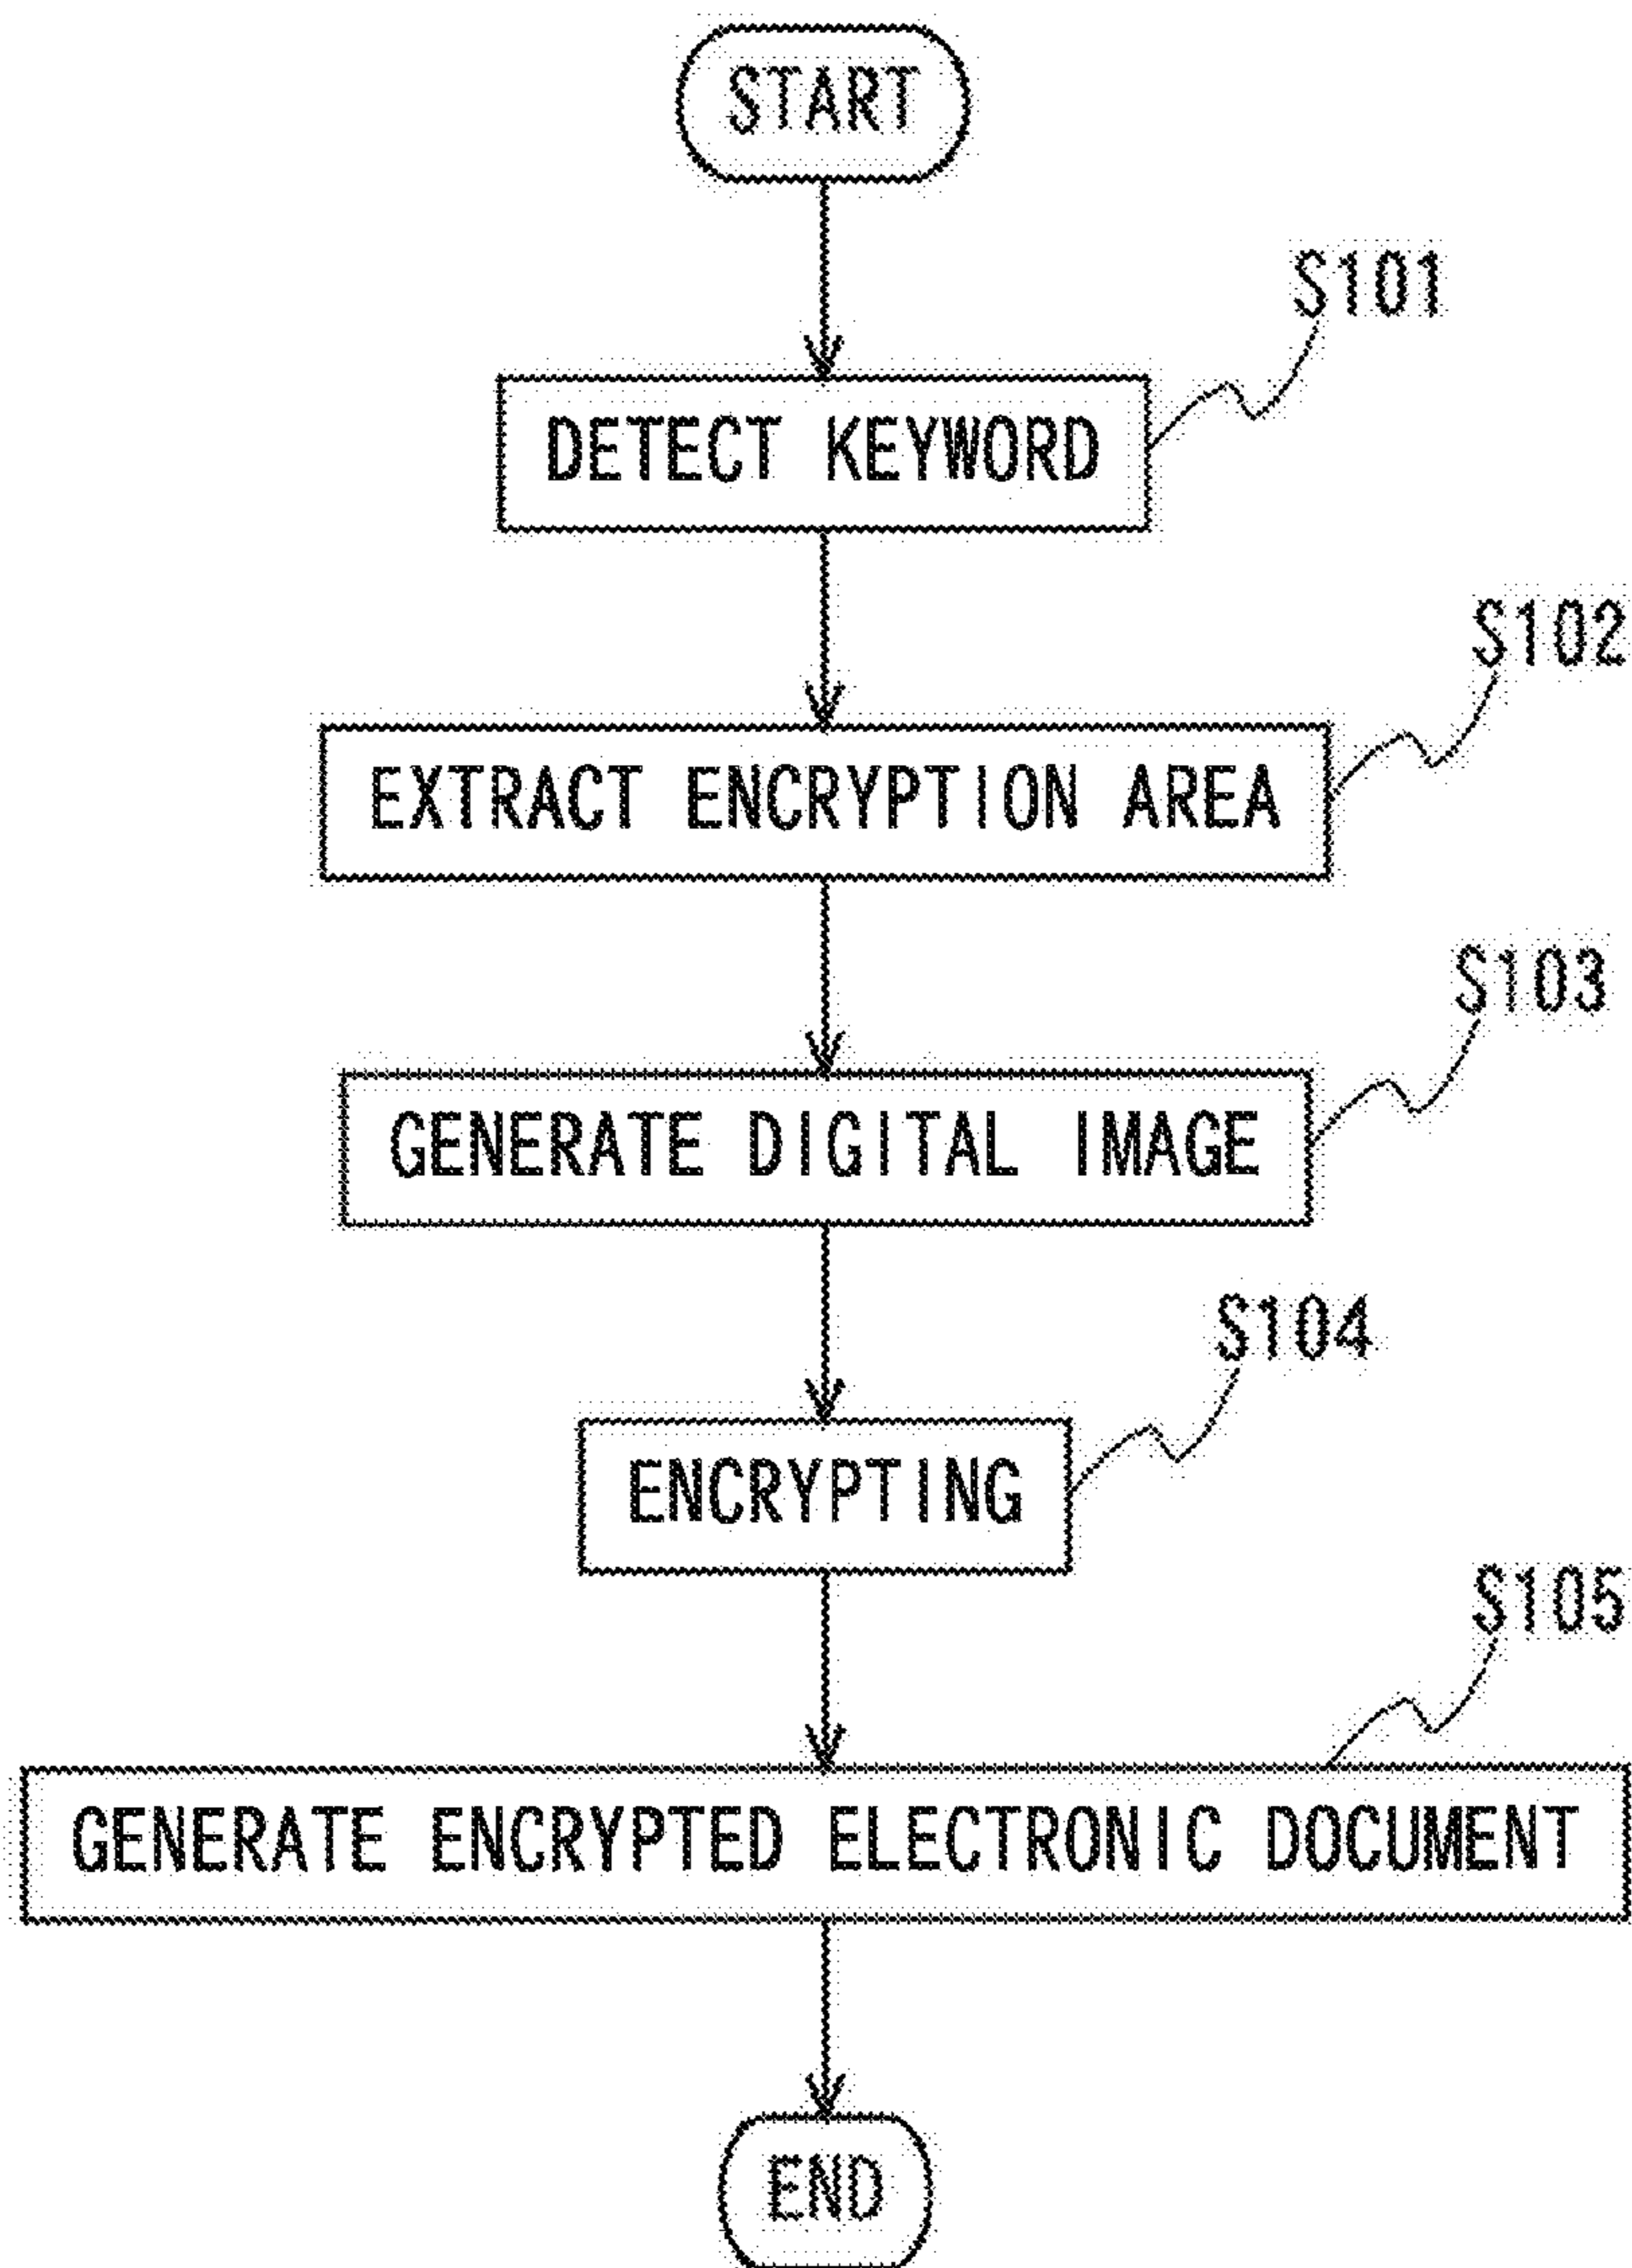 START
S101
DETECT KEYWORD
S102
EXTRACT ENCRYPTION AREA
S103
GENERATE DIGITAL IMAGE
S104
ENCRYPTING
S105
GENERATE ENCRYPTED ELECTRONIC DOCUMENT
END